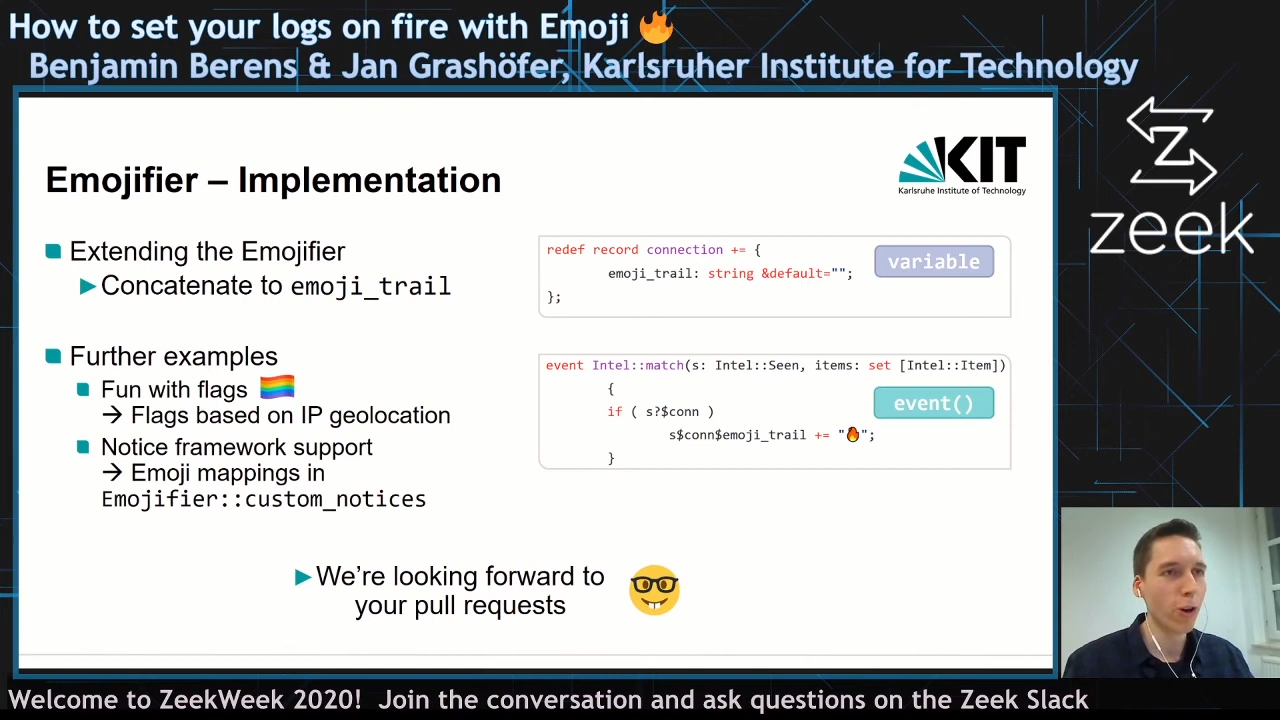 How to set your logs on fire with Emoji 🔥
Benjamin Berens & Jan Grashöfer, Karlsruher Institute for Technology
Emojifier – Implementation
KIT
Karlsruhe Institute of Technology
zeek
Extending the Emojifier
Concatenate to emoji_trail
Further examples
Fun with flags 🏳️‍🌈
→ Flags based on IP geolocation
Notice framework support
→ Emoji mappings in
Emojifier::custom_notices
redef record connection += {
emoji_trail: string &default="";
};
variable
event Intel::match(s: Intel::Seen, items: set [Intel::Item])
{
if ( s?$conn )
s$conn$emoji_trail += "🔥";
}
event()
We're looking forward to
your pull requests 🤓
Welcome to ZeekWeek 2020! Join the conversation and ask questions on the Zeek Slack